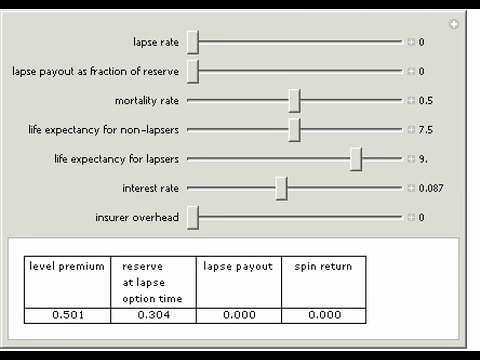 lapse rate 0
lapse payout as fraction of reserve 0
mortality rate 0.5
life expectancy for non-lapsers 7.5
life expectancy for lapsers 9.
interest rate 0.087
insurer overhead 0
level premium reserve lapse payout spin return
at lapse
option time
0.501 0.304 0.000 0.000